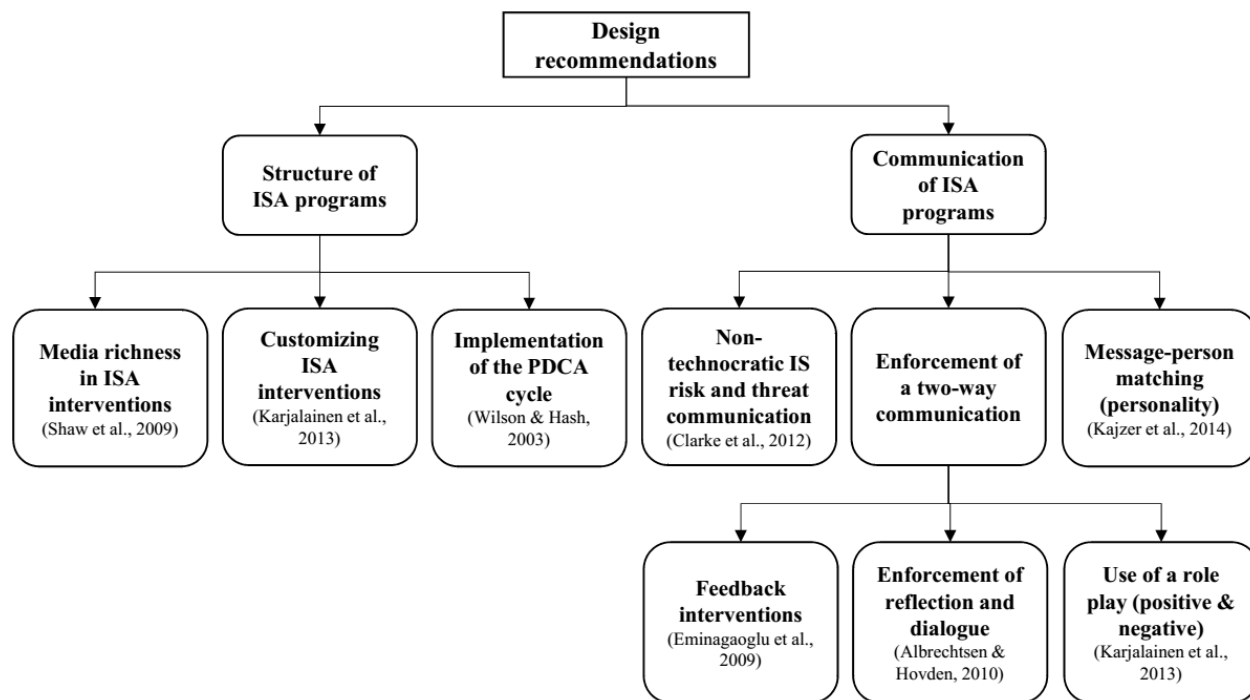 Design
recommendations
Structure of
ISA programs
Communication
of ISA
programs
Media richness
in ISA
interventions
(Shaw et al., 2009)
Customizing
ISA
interventions
(Karjalainen et al.,
2013)
Implementation
of the PDCA
cycle
(Wilson & Hash,
2003)
Non-
technocratic IS
risk and threat
communication
(Clarke et al., 2012)
Enforcement of
a two-way
communication
Message-person
matching
(personality)
(Kajzer et al., 2014)
Feedback
interventions
(Eminagaoglu et al.,
2009)
Enforcement of
reflection and
dialogue
(Albrechtsen &
Hovden, 2010)
Use of a role
play (positive &
negative)
(Karjalainen et al.,
2013)